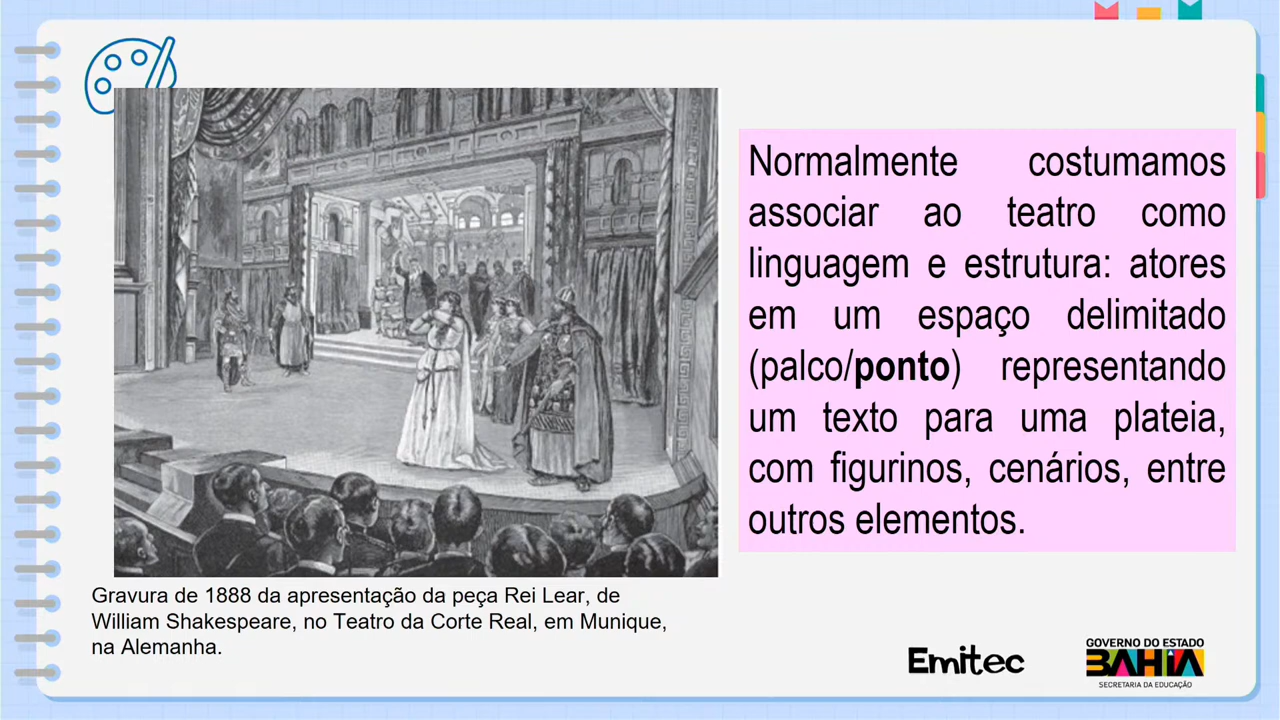 Normalmente costumamos
associar ao teatro como
linguagem e estrutura: atores
em um espaço delimitado
(palco/ponto) representando
um texto para uma plateia,
com figurinos, cenários, entre
outros elementos.
Gravura de 1888 da apresentação da peça Rei Lear, de
William Shakespeare, no Teatro da Corte Real, em Munique,
na Alemanha.
Emitec
GOVERNO DO ESTADO
BAHIA
SECRETARIA DA EDUCAÇÃO